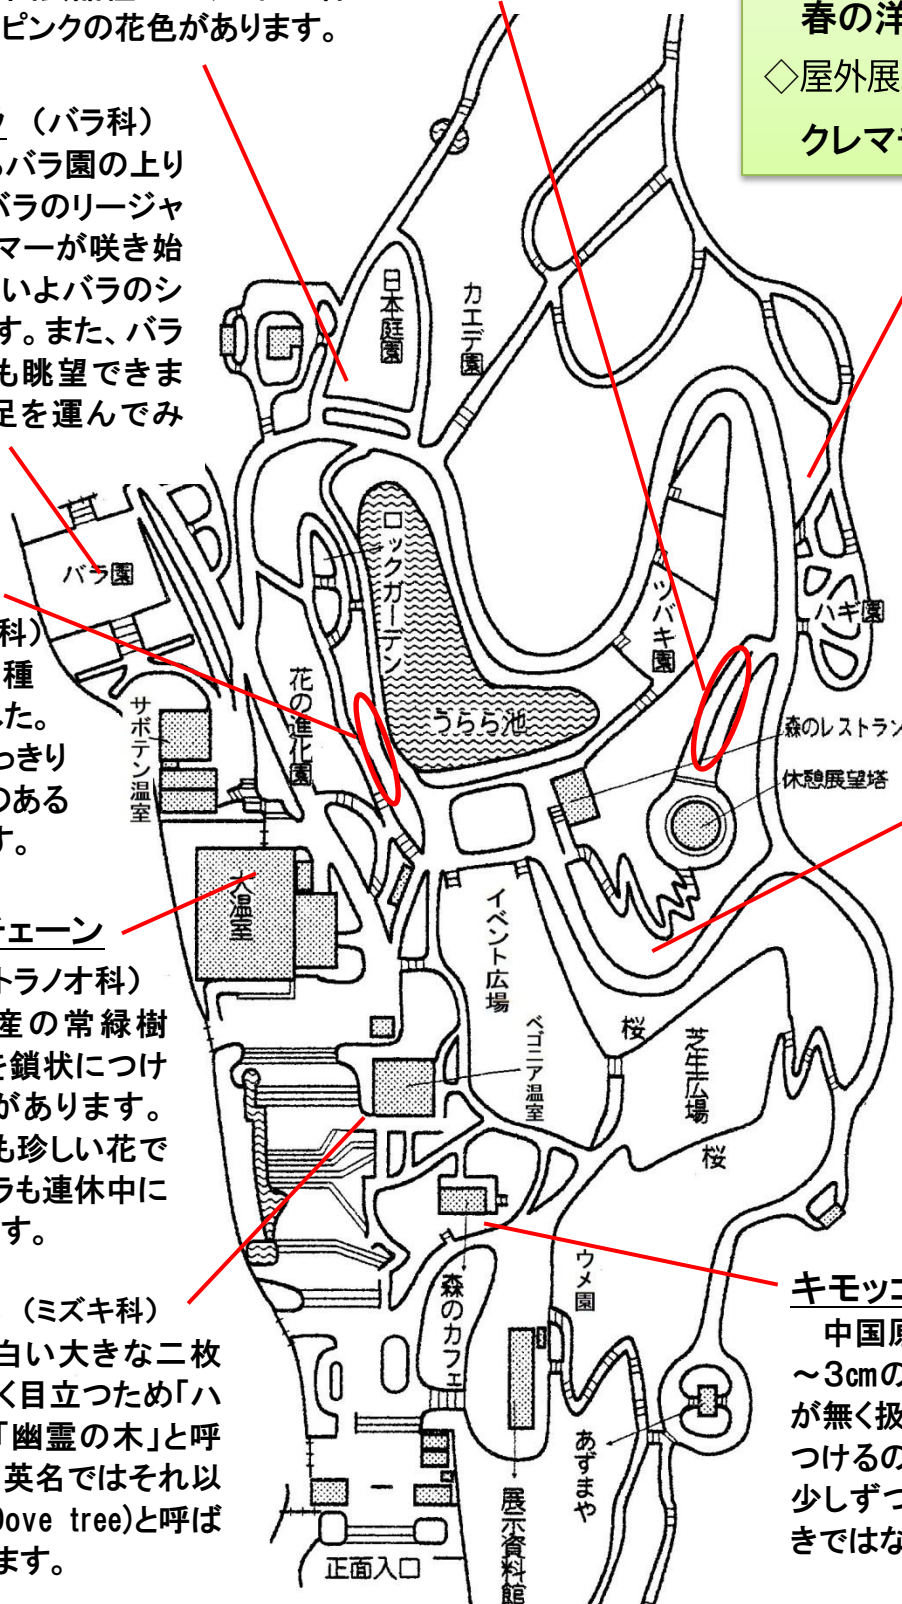 ピンクの花色があります。
春の洋
◇屋外展
クレマ
（バラ科）
バラ園の上り
バラのリージャ
マーが咲き始
いよバラのシ
す。また、バラ
も眺望できま
足を運んでみ
日本庭園
カエデ園
ロックガーデン
バラ園
ツバキ園
ハギ園
科）
種
した。
っきり
のある
す。
サボテン温室
花の進化園
うらら池
森のレストラン
休憩展望塔
大温室
チェーン
トラノオ科）
産の常緑樹
を鎖状につけ
があります。
も珍しい花で
ラも連休中に
ます。
イベント広場
ベゴニア温室
桜
芝生広場
桜
（ミズキ科）
白い大きな二枚
く目立つため「ハ
「幽霊の木」と呼
英名ではそれ以
Dove tree)と呼ば
ます。
森のカフェ
ウメ園
キモッコ
中国原
～3cmの
が無く扱
つけるの
少しずつ
きではな
あずまや
展示資料館
正面入口